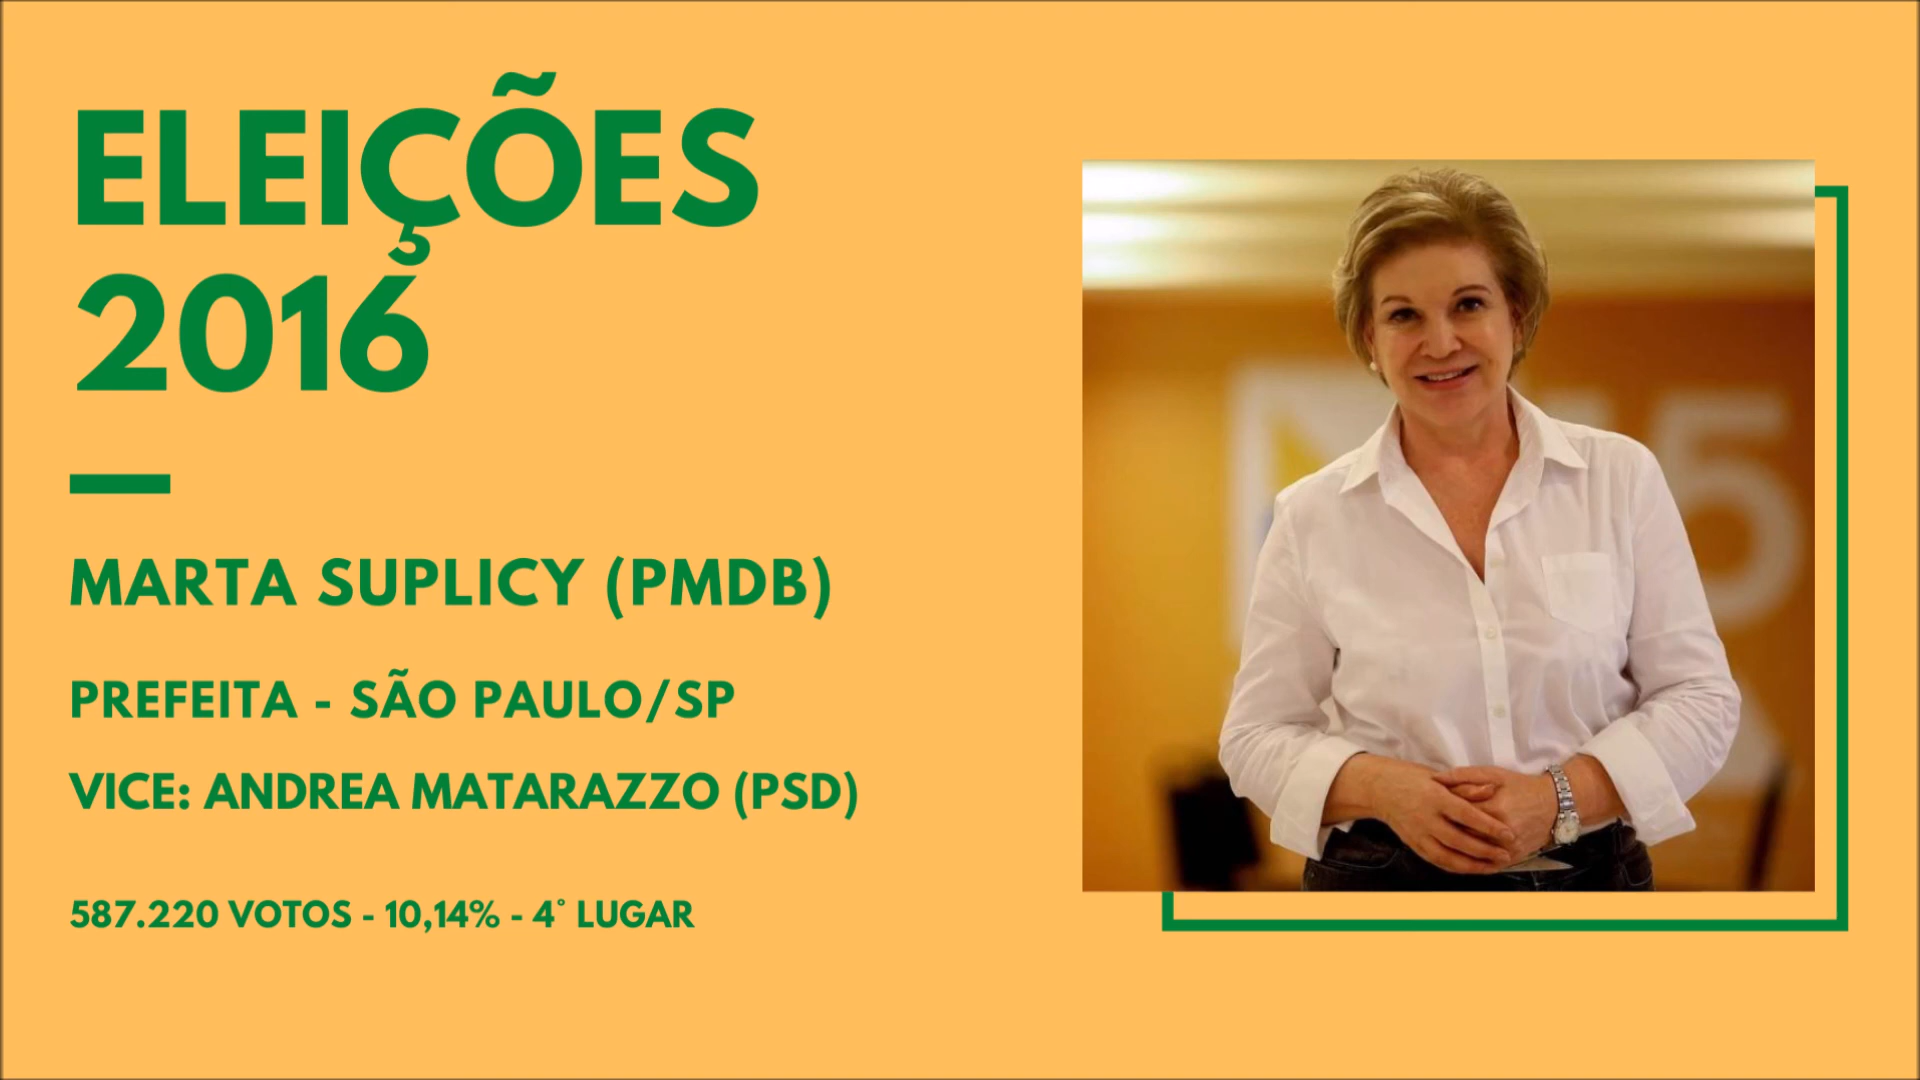 ELEIÇÕES
2016
MARTA SUPLICY (PMDB)
PREFEITA - SÃO PAULO/SP
VICE: ANDREA MATARAZZO (PSD)
587.220 VOTOS - 10,14% - 4° LUGAR
15